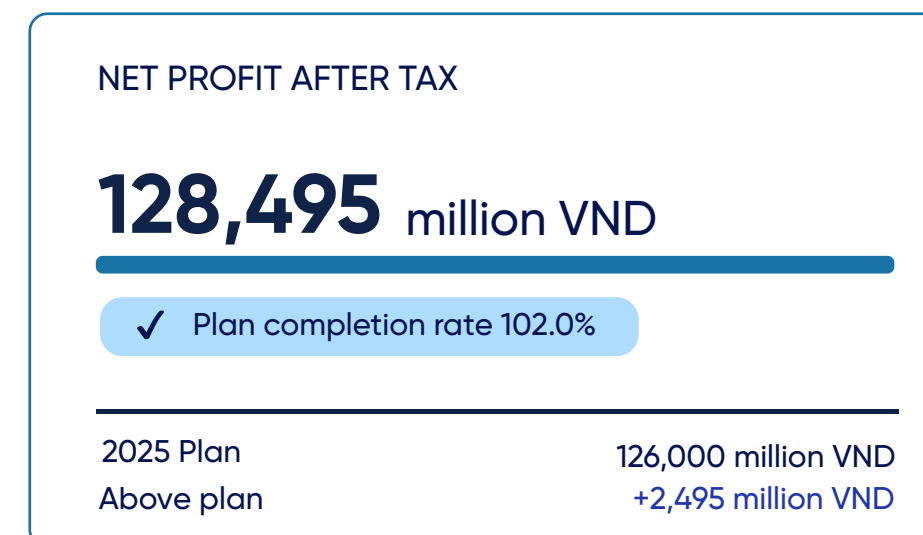 NET PROFIT AFTER TAX
128,495 million VND
✓ Plan completion rate 102.0%
2025 Plan 126,000 million VND
Above plan +2,495 million VND